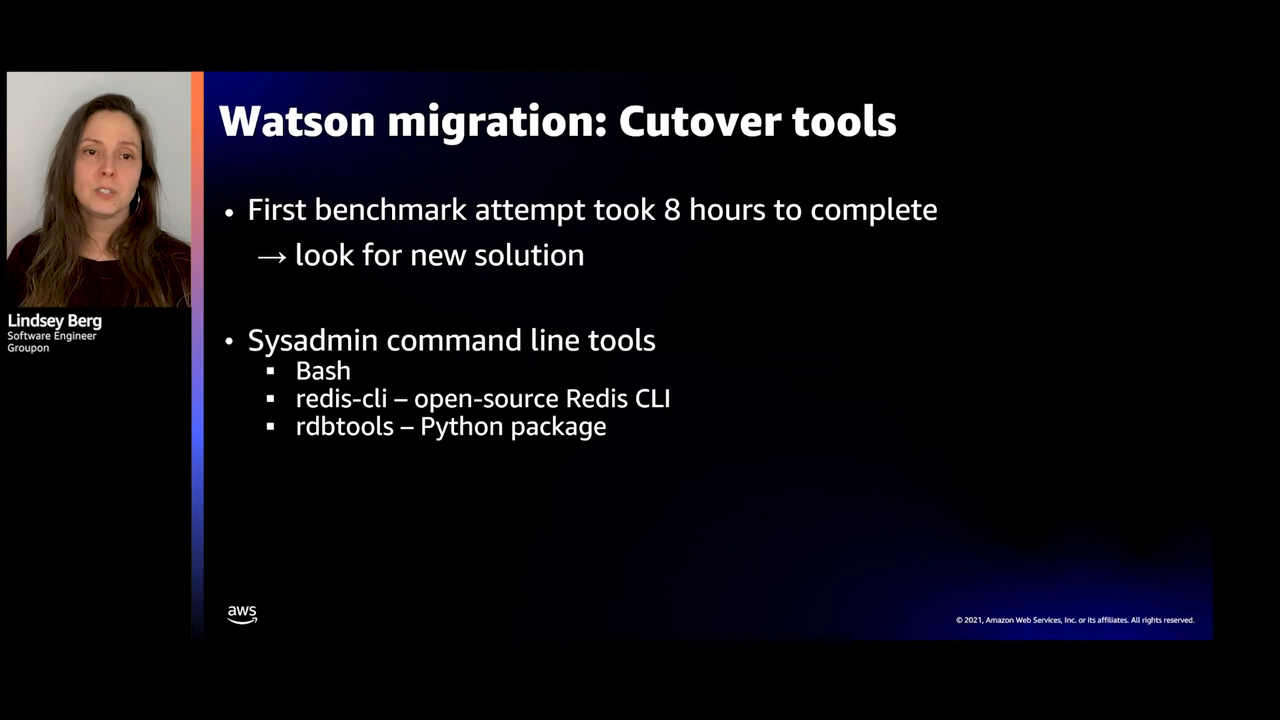 Watson migration: Cutover tools
• First benchmark attempt took 8 hours to complete
→ look for new solution
• Sysadmin command line tools
▪ Bash
▪ redis-cli – open-source Redis CLI
▪ rdbtools – Python package
Lindsey Berg
Software Engineer
Groupon
aws
© 2021, Amazon Web Services, Inc. or its affiliates. All rights reserved.